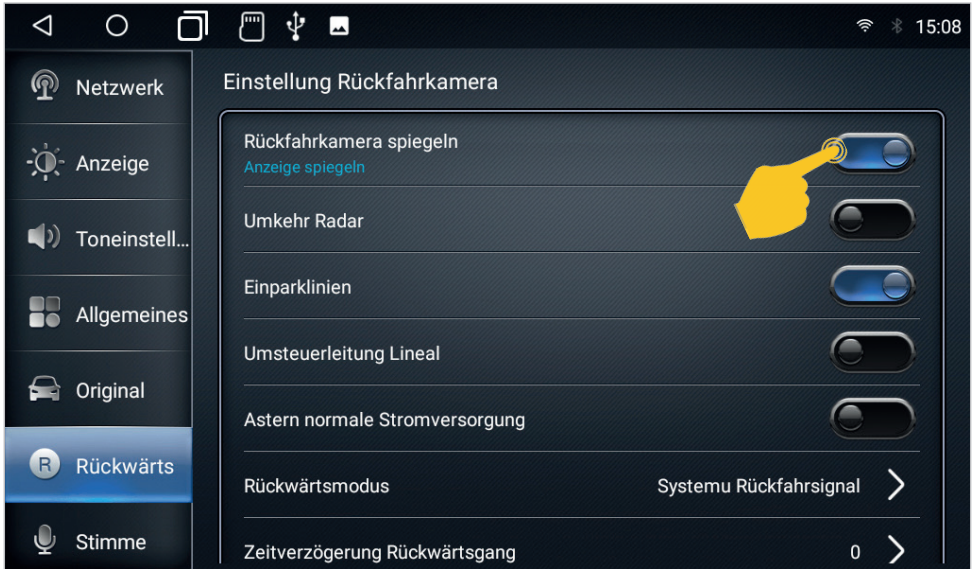 15:08
Netzwerk
Anzeige
Toneinstell...
Allgemeines
Original
R Rückwärts
Stimme
Einstellung Rückfahrkamera
Rückfahrkamera spiegeln
Anzeige spiegeln
Umkehr Radar
Einparklinien
Umsteuerleitung Lineal
Astern normale Stromversorgung
Rückwärtsmodus Systemu Rückfahrsignal
Zeitverzögerung Rückwärtsgang 0